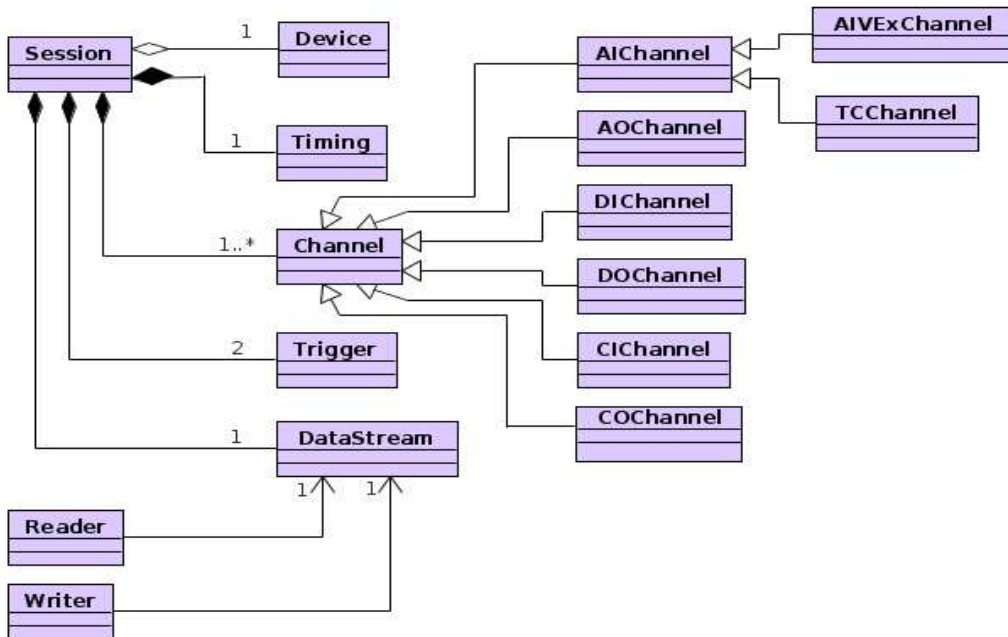 AIVExChannel
1
Device
Session
AIChannel
TCChannel
AOChannel
1
Timing
DIChannel
1..*
Channel
DOChannel
2
Trigger
CIChannel
COChannel
1
DataStream
1
1
Reader
Writer